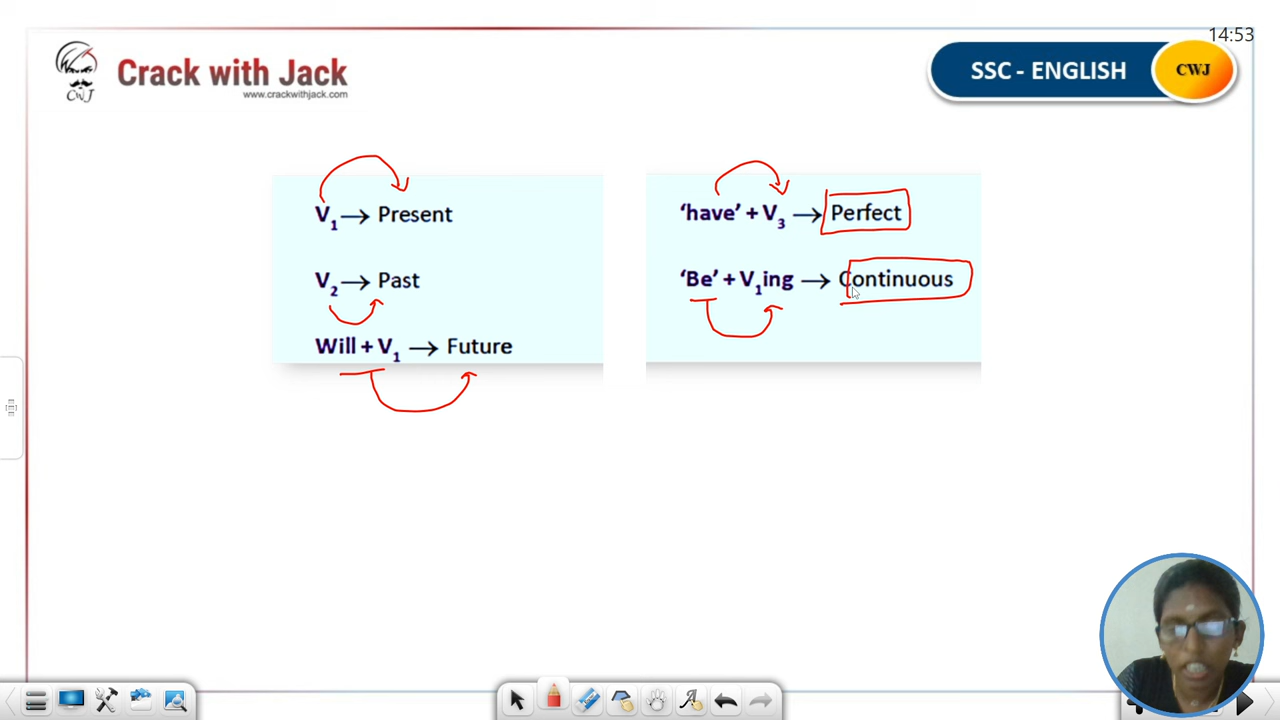 14:53
Crack with Jack
www.crackwithjack.com
CWJ
SSC - ENGLISH
CWJ
V₁ → Present
V₂ → Past
Will + V₁ → Future
‘have’ + V₃ → Perfect
‘Be’ + V₁ing → Continuous